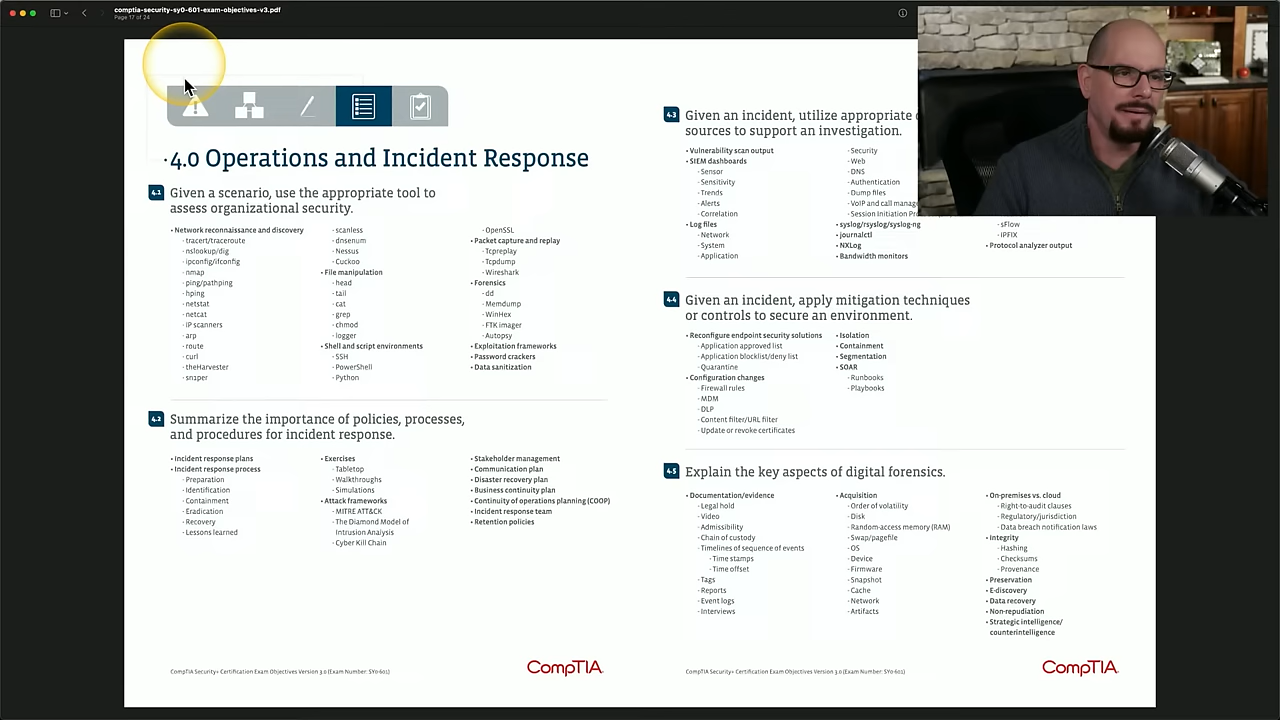 comptia-security-sy0-601-exam-objectives-v3.pdf
Page 17 of 24
·4.0 Operations and Incident Response
4.1 Given a scenario, use the appropriate tool to
assess organizational security.
• Network reconnaissance and discovery
- tracert/traceroute
- nslookup/dig
- ipconfig/ifconfig
- nmap
- ping/pathping
- hping
- netstat
- netcat
- IP scanners
- arp
- route
- curl
- theHarvester
- sn1per
- scanless
- dnsenum
- Nessus
- Cuckoo
• File manipulation
- head
- tail
- cat
- grep
- chmod
- logger
• Shell and script environments
- SSH
- PowerShell
- Python
- OpenSSL
• Packet capture and replay
- Tcpreplay
- Tcpdump
- Wireshark
• Forensics
- dd
- Memdump
- WinHex
- FTK imager
- Autopsy
• Exploitation frameworks
• Password crackers
• Data sanitization
4.2 Summarize the importance of policies, processes,
and procedures for incident response.
• Incident response plans
• Incident response process
- Preparation
- Identification
- Containment
- Eradication
- Recovery
- Lessons learned
• Exercises
- Tabletop
- Walkthroughs
- Simulations
• Attack frameworks
- MITRE ATT&CK
- The Diamond Model of
Intrusion Analysis
- Cyber Kill Chain
• Stakeholder management
• Communication plan
• Disaster recovery plan
• Business continuity plan
• Continuity of operations planning (COOP)
• Incident response team
• Retention policies
CompTIA Security+ Certification Exam Objectives Version 3.0 (Exam Number: SY0-601)
CompTIA.
4.3 Given an incident, utilize appropriate
sources to support an investigation.
• Vulnerability scan output
• SIEM dashboards
- Sensor
- Sensitivity
- Trends
- Alerts
- Correlation
• Log files
- Network
- System
- Application
- Security
- Web
- DNS
- Authentication
- Dump files
- VoIP and call
- Session Initiation
• syslog/rsyslog/syslog-ng
• journalctl
• NXLog
• Bandwidth monitors
- sFlow
- IPFIX
• Protocol analyzer output
4.4 Given an incident, apply mitigation techniques
or controls to secure an environment.
• Reconfigure endpoint security solutions
- Application approved list
- Application blocklist/deny list
- Quarantine
• Configuration changes
- Firewall rules
- MDM
- DLP
- Content filter/URL filter
- Update or revoke certificates
• Isolation
• Containment
• Segmentation
• SOAR
- Runbooks
- Playbooks
4.5 Explain the key aspects of digital forensics.
• Documentation/evidence
- Legal hold
- Video
- Admissibility
- Chain of custody
- Timelines of sequence of events
- Time stamps
- Time offset
- Tags
- Reports
- Event logs
- Interviews
• Acquisition
- Order of volatility
- Disk
- Random-access memory (RAM)
- Swap/pagefile
- OS
- Device
- Firmware
- Snapshot
- Cache
- Network
- Artifacts
• On-premises vs. cloud
- Right-to-audit clauses
- Regulatory/jurisdiction
- Data breach notification laws
• Integrity
- Hashing
- Checksums
- Provenance
• Preservation
• E-discovery
• Data recovery
• Non-repudiation
• Strategic intelligence/
counterintelligence
CompTIA Security+ Certification Exam Objectives Version 3.0 (Exam Number: SY0-601)
CompTIA.